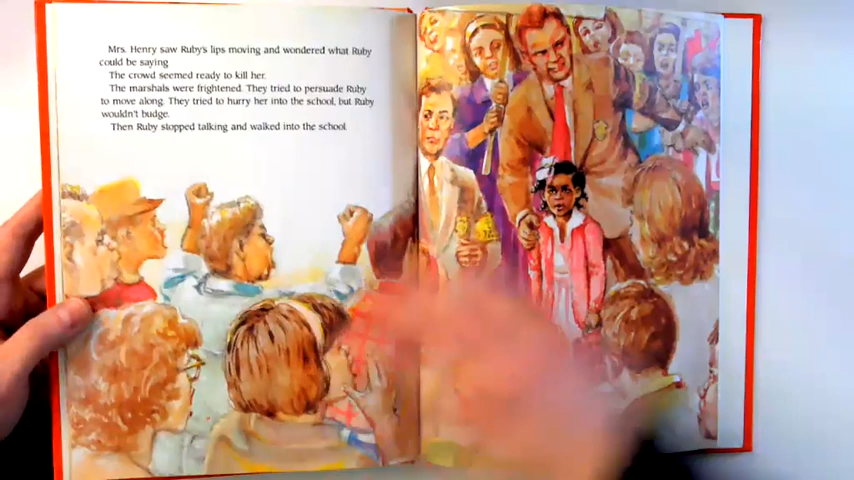 Mrs. Henry saw Ruby's lips moving and wondered what Ruby
could be saying.
The crowd seemed ready to kill her.
The marshals were frightened. They tried to persuade Ruby
to move along. They tried to hurry her into the school, but Ruby
wouldn't budge.
Then Ruby stopped talking and walked into the school.